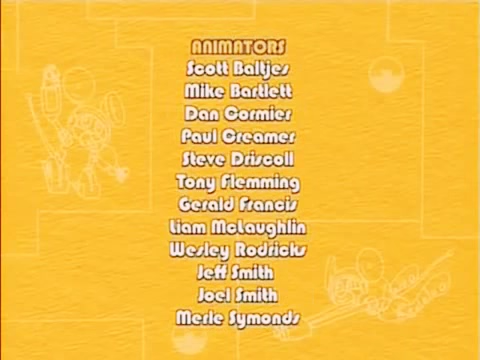 ANIMATORS
Scott Baltjes
Mike Bartlett
Dan Cormier
Paul Creamer
Steve Driscoll
Tony Flemming
Gerald Francis
Liam McLaughlin
Wesley Rodricks
Jeff Smith
Joel Smith
Merle Symonds